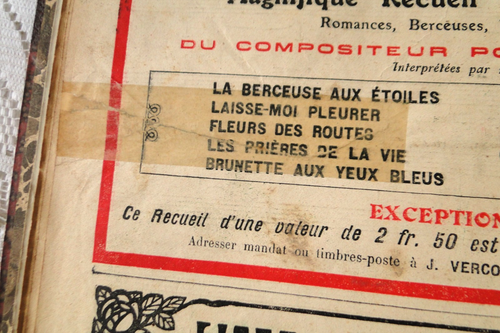 Magnifique Recueil
Romances, Berceuses,
DU COMPOSITEUR PO
Interprétées par
LA BERCEUSE AUX ÉTOILES
LAISSE-MOI PLEURER
FLEURS DES ROUTES
LES PRIÈRES DE LA VIE
BRUNETTE AUX YEUX BLEUS
EXCEPTION
Ce Recueil d'une valeur de 2 fr. 50 est
Adresser mandat ou timbres-poste à J. VERCO